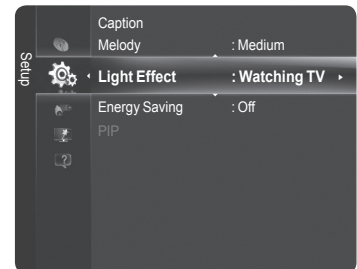 Setup
Caption
Melody : Medium
Light Effect : Watching TV
Energy Saving : Off
PIP